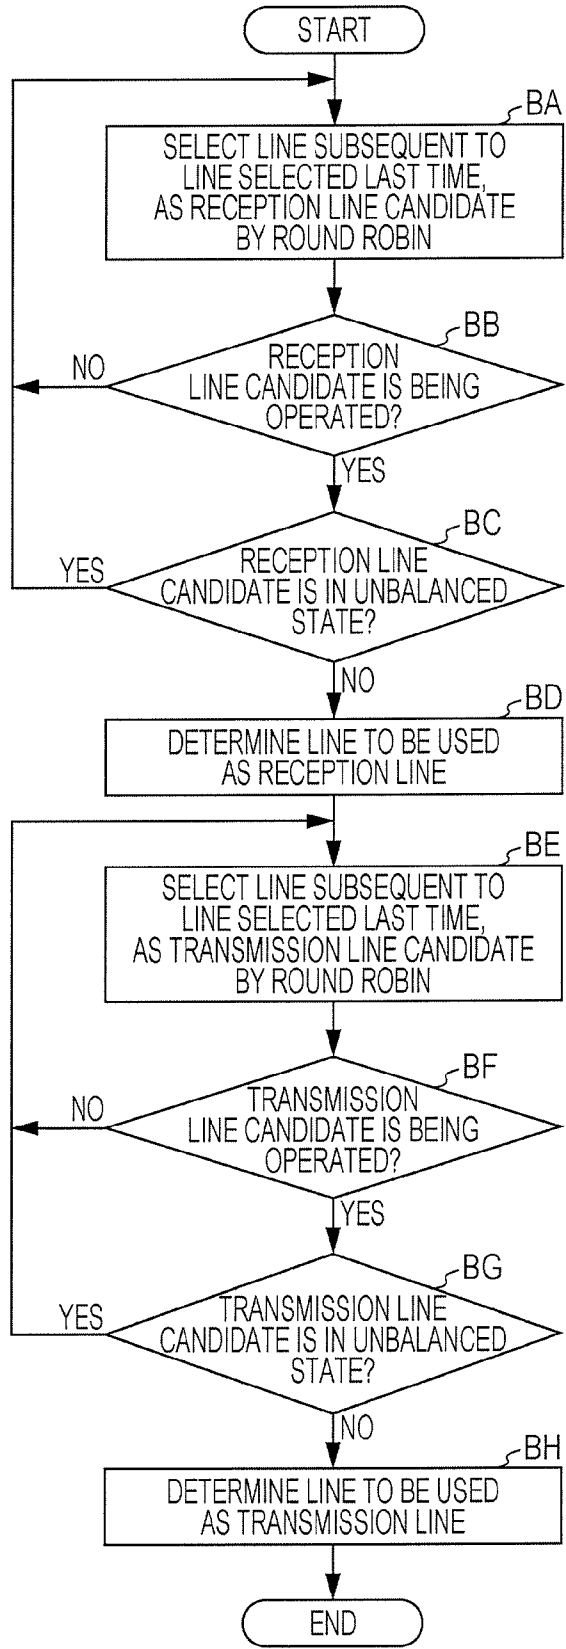 START
BA
SELECT LINE SUBSEQUENT TO
LINE SELECTED LAST TIME,
AS RECEPTION LINE CANDIDATE
BY ROUND ROBIN
BB
RECEPTION
LINE CANDIDATE IS BEING
OPERATED?
NO
YES
BC
RECEPTION LINE
CANDIDATE IS IN UNBALANCED
STATE?
YES
NO
BD
DETERMINE LINE TO BE USED
AS RECEPTION LINE
BE
SELECT LINE SUBSEQUENT TO
LINE SELECTED LAST TIME,
AS TRANSMISSION LINE CANDIDATE
BY ROUND ROBIN
BF
TRANSMISSION
LINE CANDIDATE IS BEING
OPERATED?
NO
YES
BG
TRANSMISSION LINE
CANDIDATE IS IN UNBALANCED
STATE?
YES
NO
BH
DETERMINE LINE TO BE USED
AS TRANSMISSION LINE
END